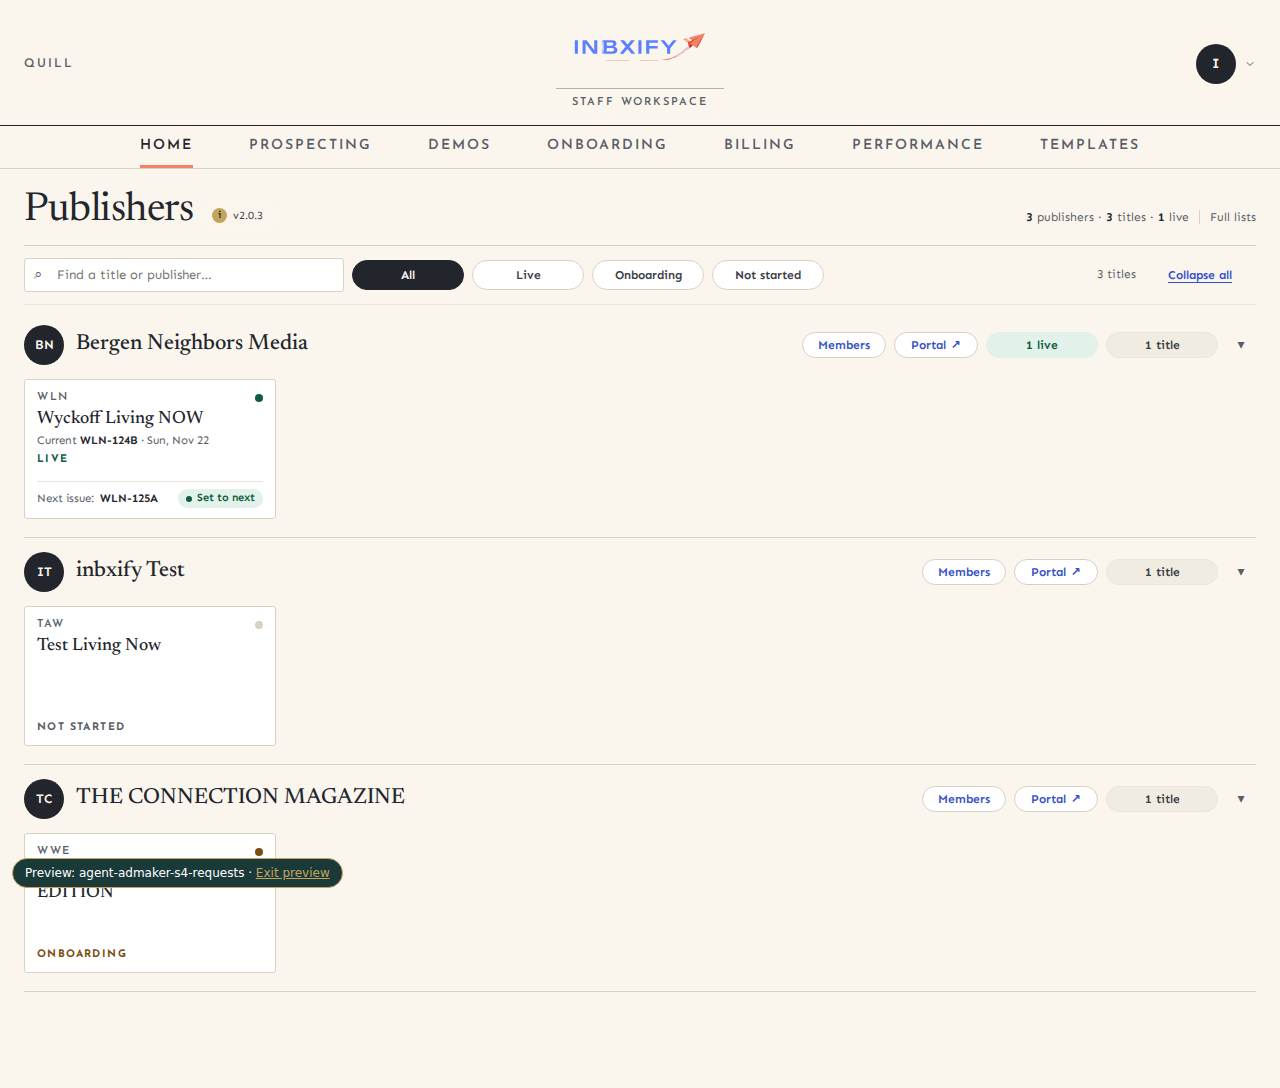 QUILL
INBXIFY
STAFF WORKSPACE
I
HOME PROSPECTING DEMOS ONBOARDING BILLING PERFORMANCE TEMPLATES
Publishers
i v2.0.3
3 publishers · 3 titles · 1 live Full lists
Find a title or publisher...
All Live Onboarding Not started
3 titles Collapse all
BN Bergen Neighbors Media
Members Portal ↗ 1 live 1 title ▼
WLN
Wyckoff Living NOW
Current WLN-124B · Sun, Nov 22
LIVE
Next issue: WLN-125A Set to next
IT inbxify Test
Members Portal ↗ 1 title ▼
TAW
Test Living Now
NOT STARTED
TC THE CONNECTION MAGAZINE
Members Portal ↗ 1 title ▼
WWE
Preview: agent-admaker-s4-requests · Exit preview
EDITION
ONBOARDING